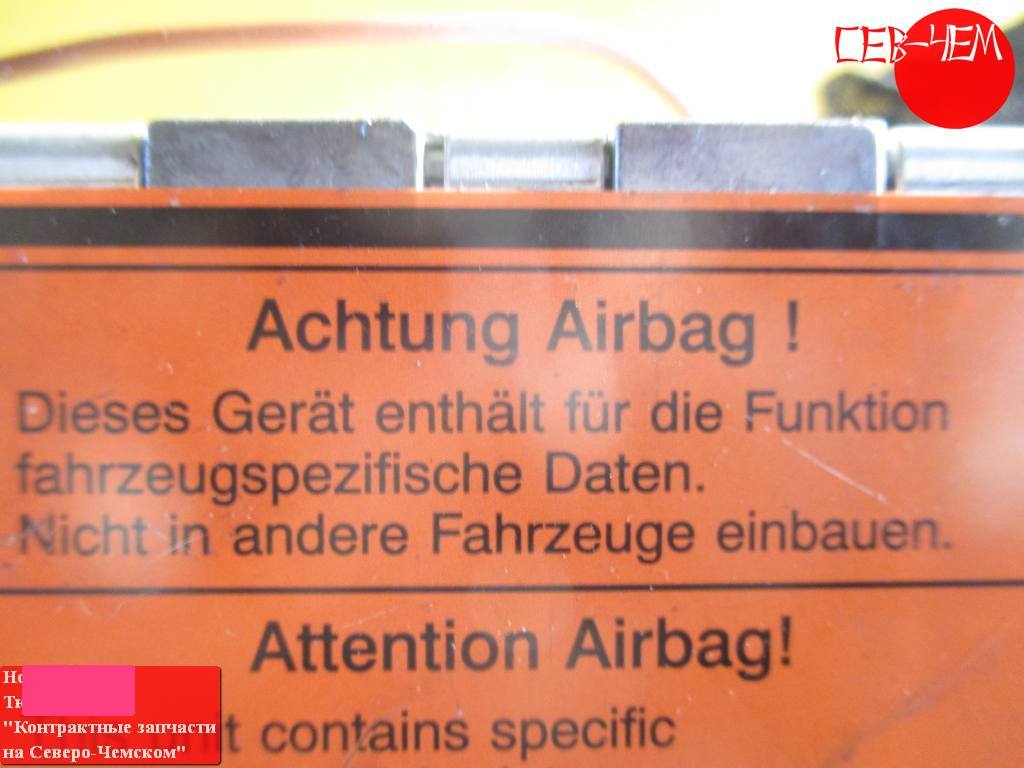 СЕВ-ЧЕМ
Achtung Airbag !
Dieses Gerät enthält für die Funktion
fahrzeugspezifische Daten.
Nicht in andere Fahrzeuge einbauen.
Attention Airbag!
contains specific
"Контрактные запчасти
на Северо-Чемском"